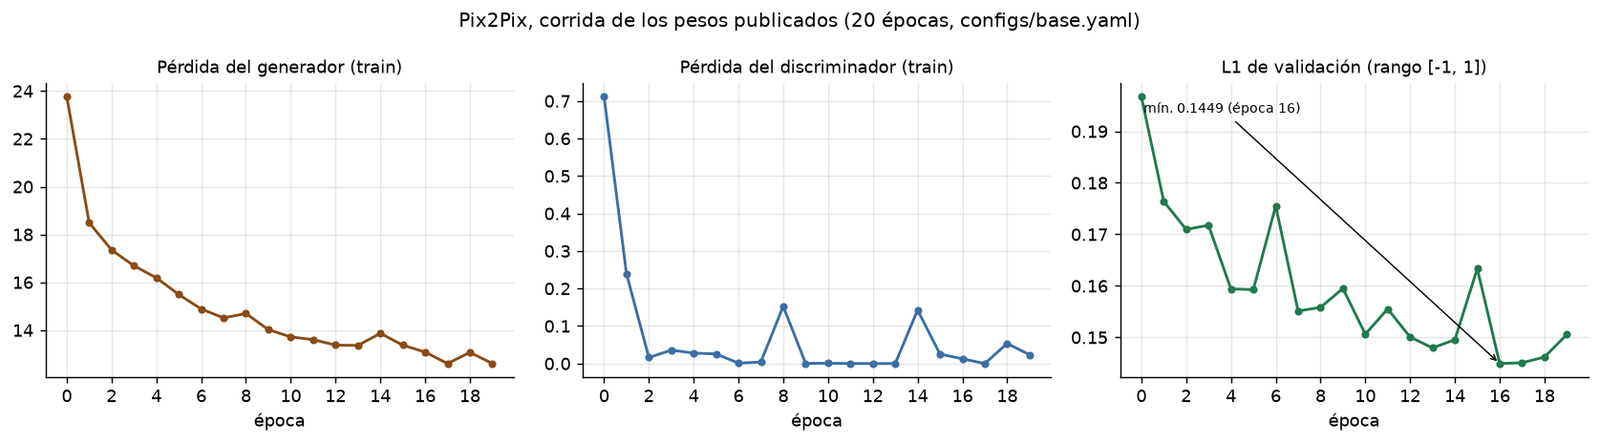 Pix2Pix, corrida de los pesos publicados (20 épocas, configs/base.yaml)
Pérdida del generador (train)
24
22
20
18
16
14
0 2 4 6 8 10 12 14 16 18
época
Pérdida del discriminador (train)
0.7
0.6
0.5
0.4
0.3
0.2
0.1
0.0
0 2 4 6 8 10 12 14 16 18
época
L1 de validación (rango [-1, 1])
mín. 0.1449 (época 16)
0.19
0.18
0.17
0.16
0.15
0 2 4 6 8 10 12 14 16 18
época